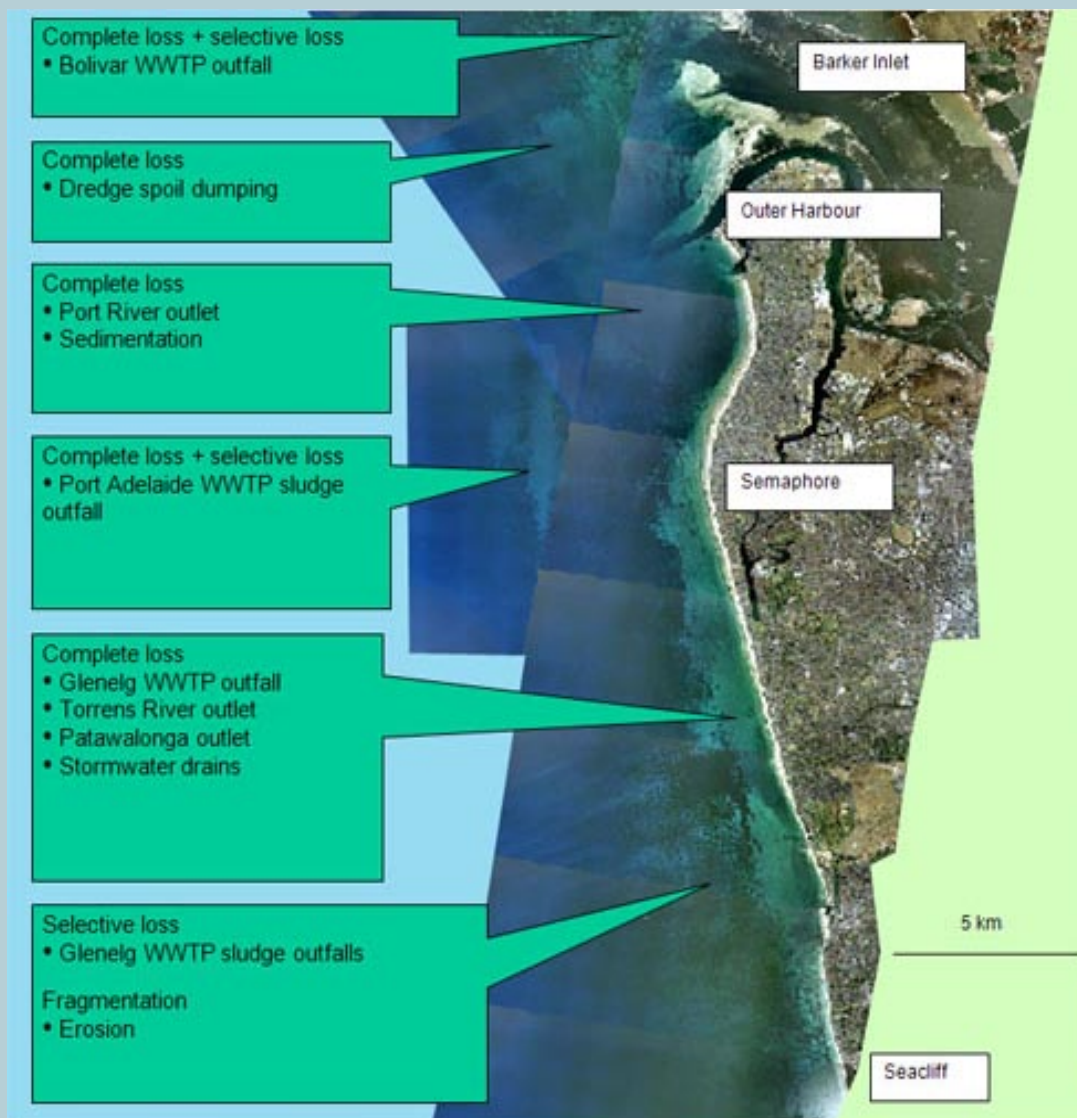 Complete loss + selective loss
• Bolivar WWTP outfall
Barker Inlet
Complete loss
• Dredge spoil dumping
Outer Harbour
Complete loss
• Port River outlet
• Sedimentation
Complete loss + selective loss
• Port Adelaide WWTP sludge
outfall
Semaphore
Complete loss
• Glenelg WWTP outfall
• Torrens River outlet
• Patawalonga outlet
• Stormwater drains
Selective loss
• Glenelg WWTP sludge outfalls
Fragmentation
• Erosion
5 km
Seacliff